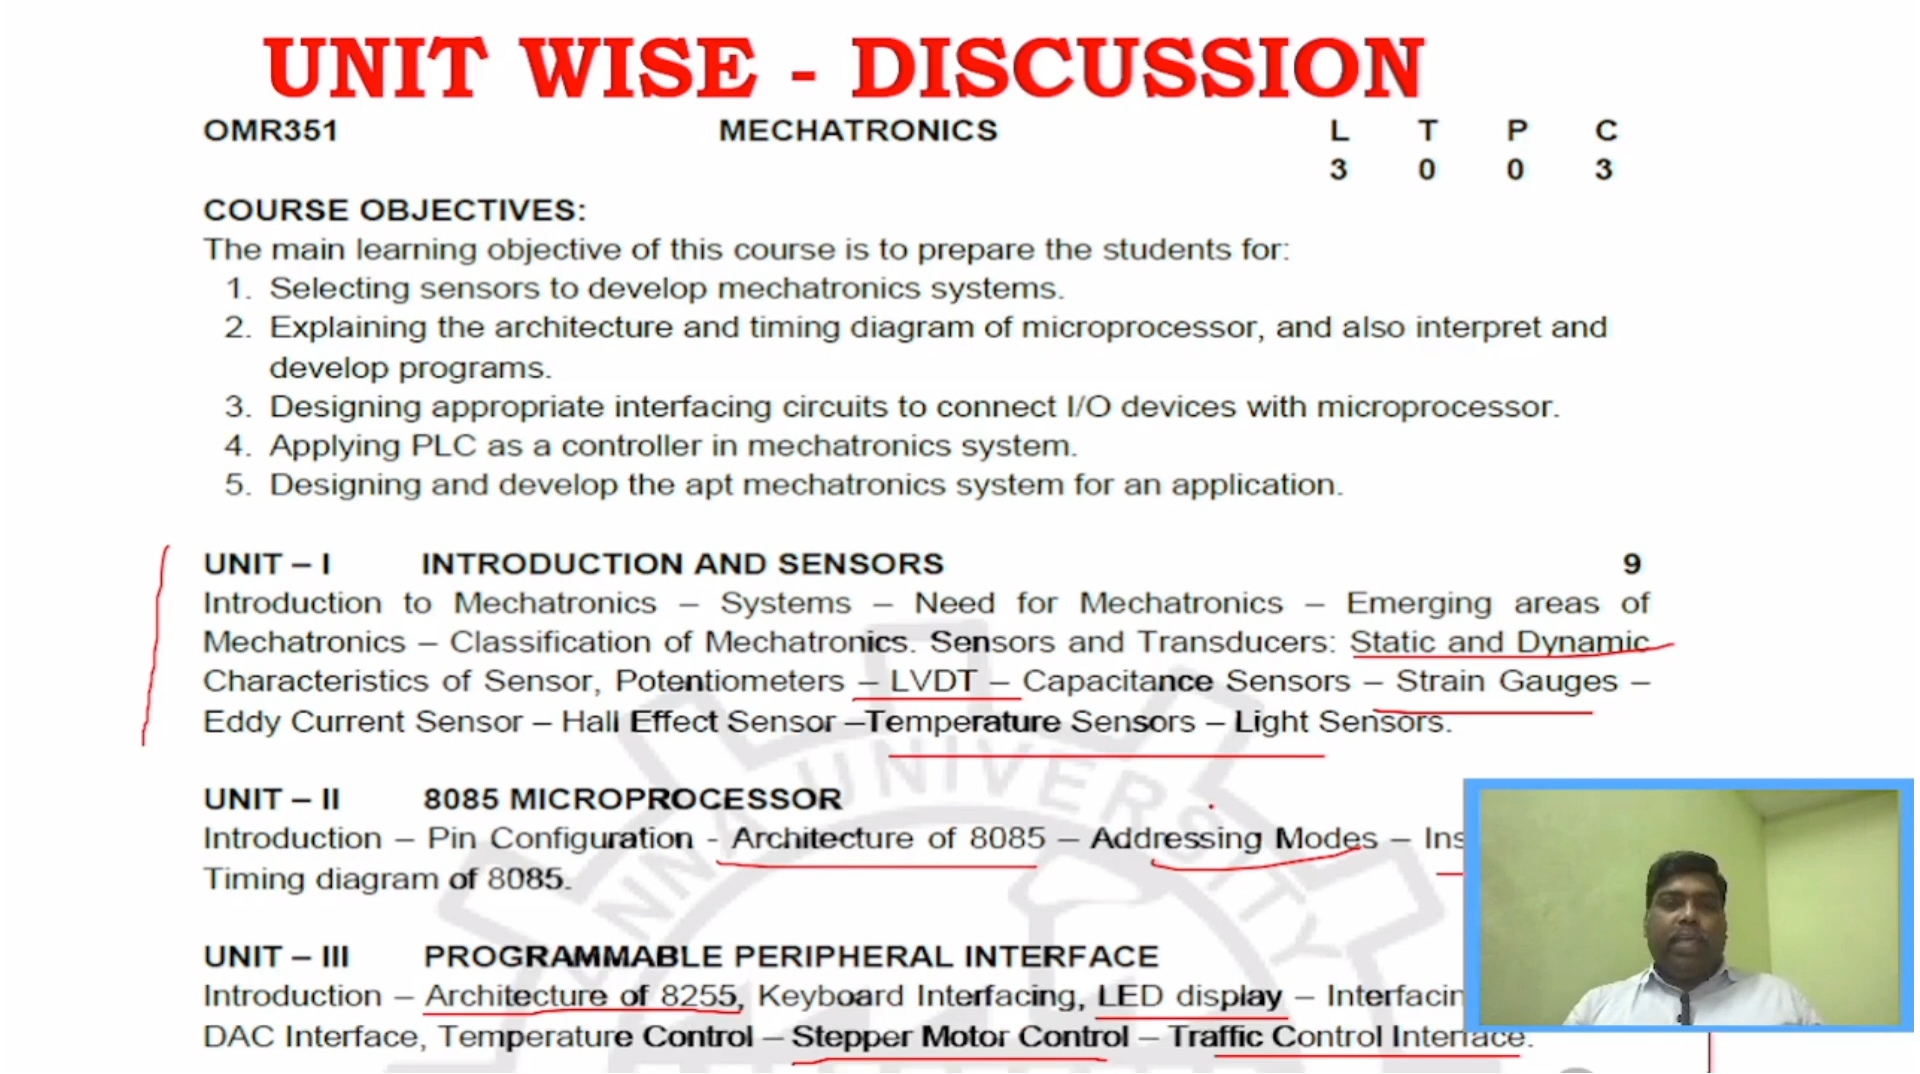 UNIT WISE - DISCUSSION
OMR351 MECHATRONICS L T P C
3 0 0 3
COURSE OBJECTIVES:
The main learning objective of this course is to prepare the students for:
1. Selecting sensors to develop mechatronics systems.
2. Explaining the architecture and timing diagram of microprocessor, and also interpret and
develop programs.
3. Designing appropriate interfacing circuits to connect I/O devices with microprocessor.
4. Applying PLC as a controller in mechatronics system.
5. Designing and develop the apt mechatronics system for an application.
UNIT – I INTRODUCTION AND SENSORS 9
Introduction to Mechatronics – Systems – Need for Mechatronics – Emerging areas of
Mechatronics – Classification of Mechatronics. Sensors and Transducers: Static and Dynamic
Characteristics of Sensor, Potentiometers – LVDT – Capacitance Sensors – Strain Gauges –
Eddy Current Sensor – Hall Effect Sensor –Temperature Sensors – Light Sensors.
UNIT – II 8085 MICROPROCESSOR
Introduction – Pin Configuration - Architecture of 8085 – Addressing Modes –
Timing diagram of 8085.
UNIT – III PROGRAMMABLE PERIPHERAL INTERFACE
Introduction – Architecture of 8255, Keyboard Interfacing, LED display –
DAC Interface, Temperature Control – Stepper Motor Control – Traffic Control Interface.
UNIVERSITY